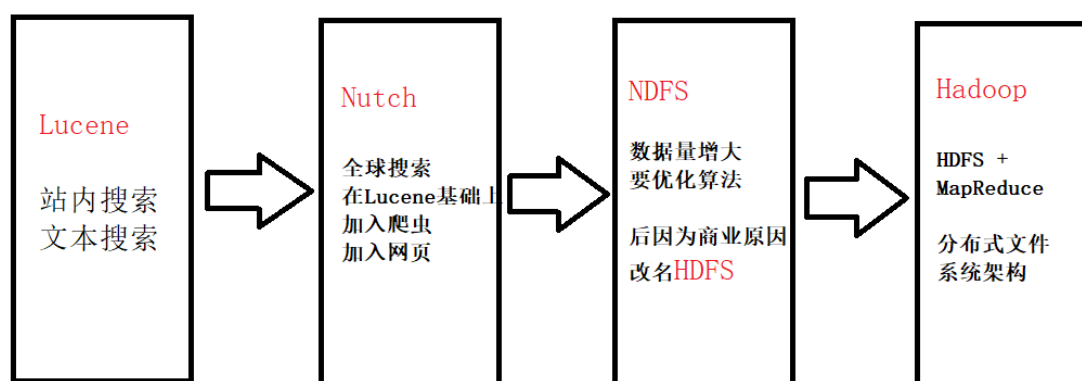 Lucene
站内搜索
文本搜索
Nutch
全球搜索
在Lucene基础上
加入爬虫
加入网页
NDFS
数据量增大
要优化算法
后因为商业原因
改名HDFS
Hadoop
HDFS +
MapReduce
分布式文件
系统架构